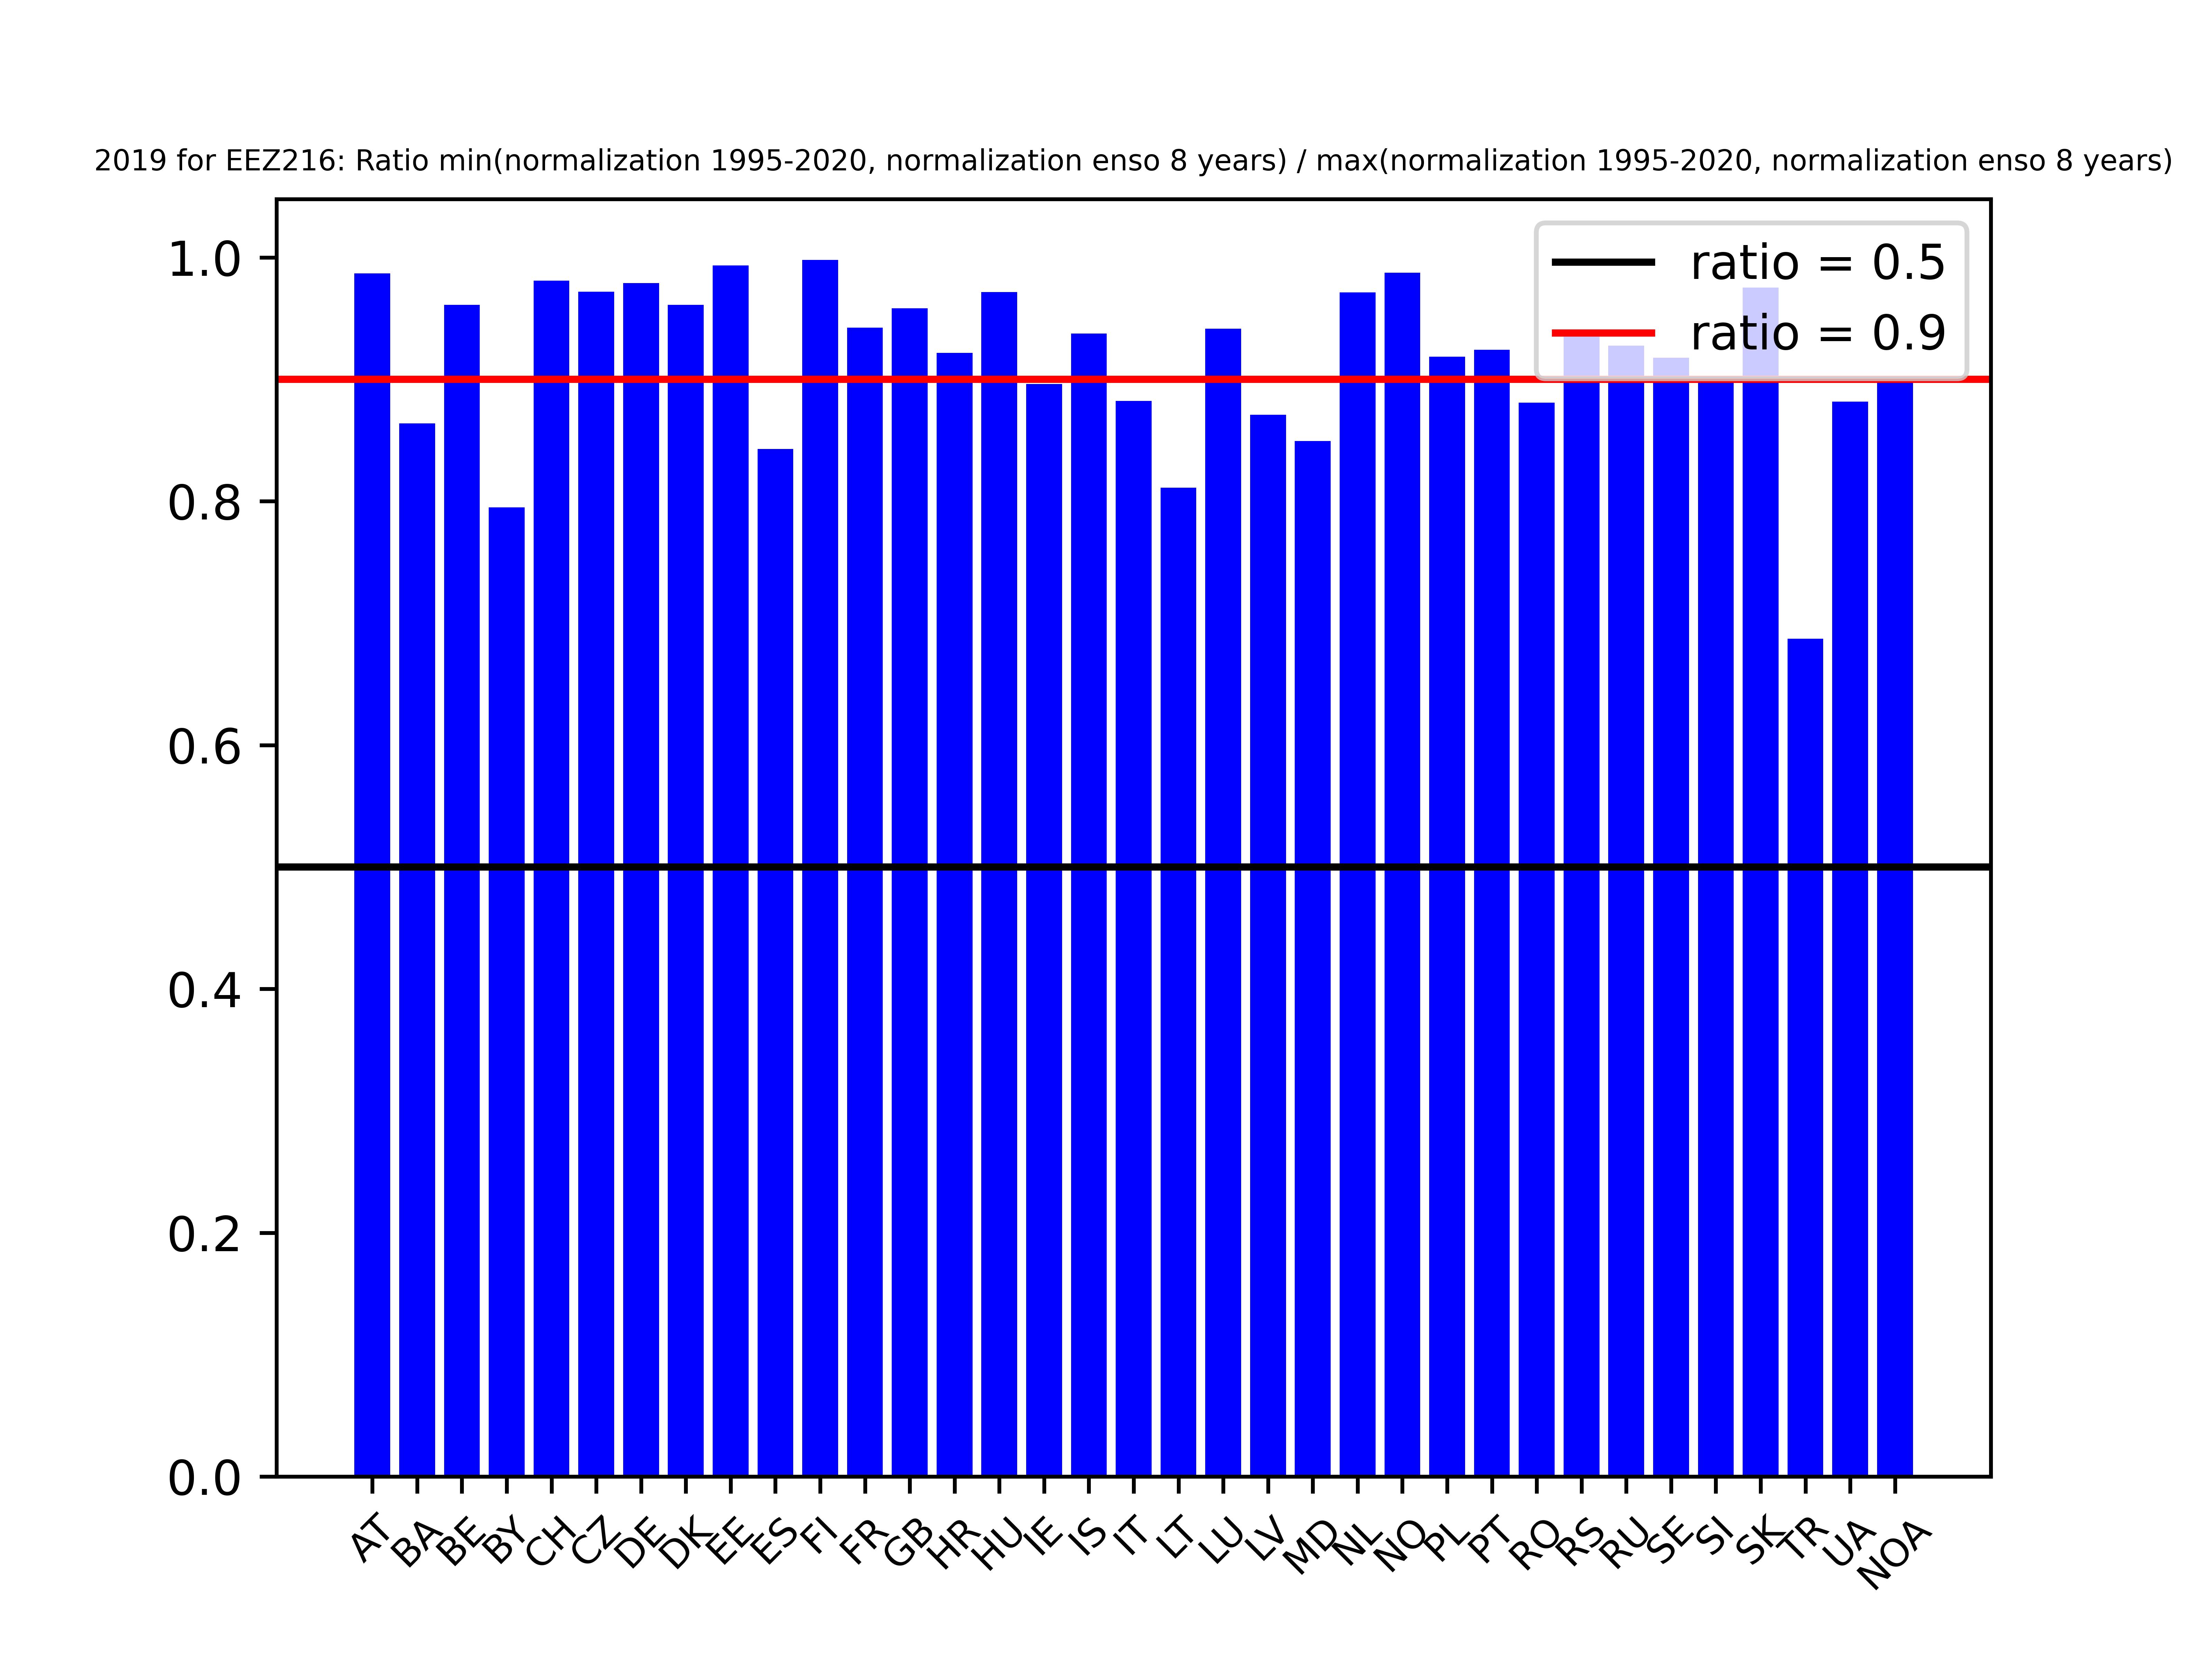 2019 for EEZ216: Ratio min(normalization 1995-2020, normalization enso 8 years) / max(normalization 1995-2020, normalization enso 8 years)
ratio = 0.5
ratio = 0.9
1.0
0.8
0.6
0.4
0.2
0.0
AT BA BE BY CH CZ DE DK EE ES FI FR GB HR HU IE IS IT LT LU LV MD NL NO PL PT RO RS RU SE SI SK TR UA NOA